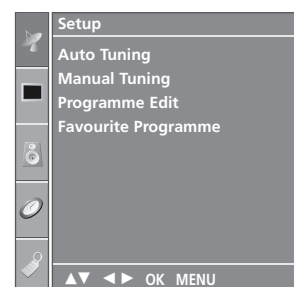 Setup
Auto Tuning
Manual Tuning
Programme Edit
Favourite Programme
▲▼ ◄► OK MENU